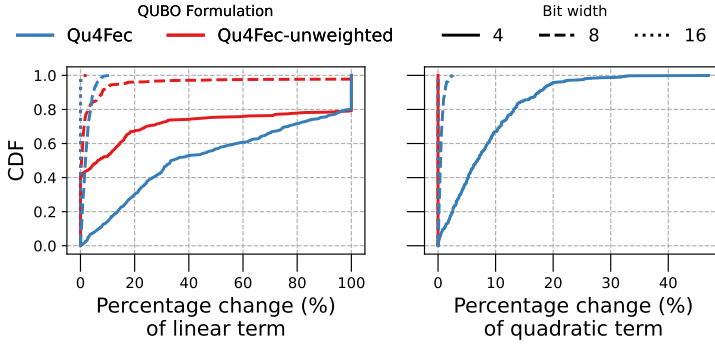 QUBO Formulation
Qu4Fec
Qu4Fec-unweighted
Bit width
4
8
16
CDF
1.0
0.8
0.6
0.4
0.2
0.0
0
20
40
60
80
100
Percentage change (%)
of linear term
0
10
20
30
40
Percentage change (%)
of quadratic term